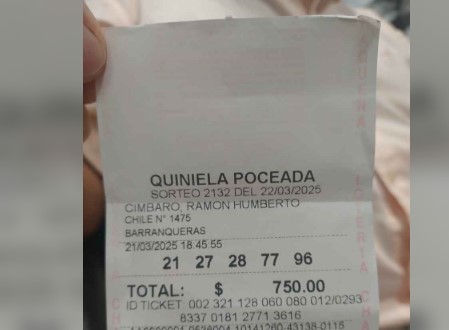 QUINIELA POCEADA
SORTEO 2132 DEL 22/03/2025
CIMBARO, RAMON HUMBERTO
CHILE N° 1475
BARRANQUERAS
21/03/2025 18.45.55
21 27 28 77 96
TOTAL: $ 750.00
ID TICKET 002 321 128 060 080 012/0293
8337 0181 2771 3616